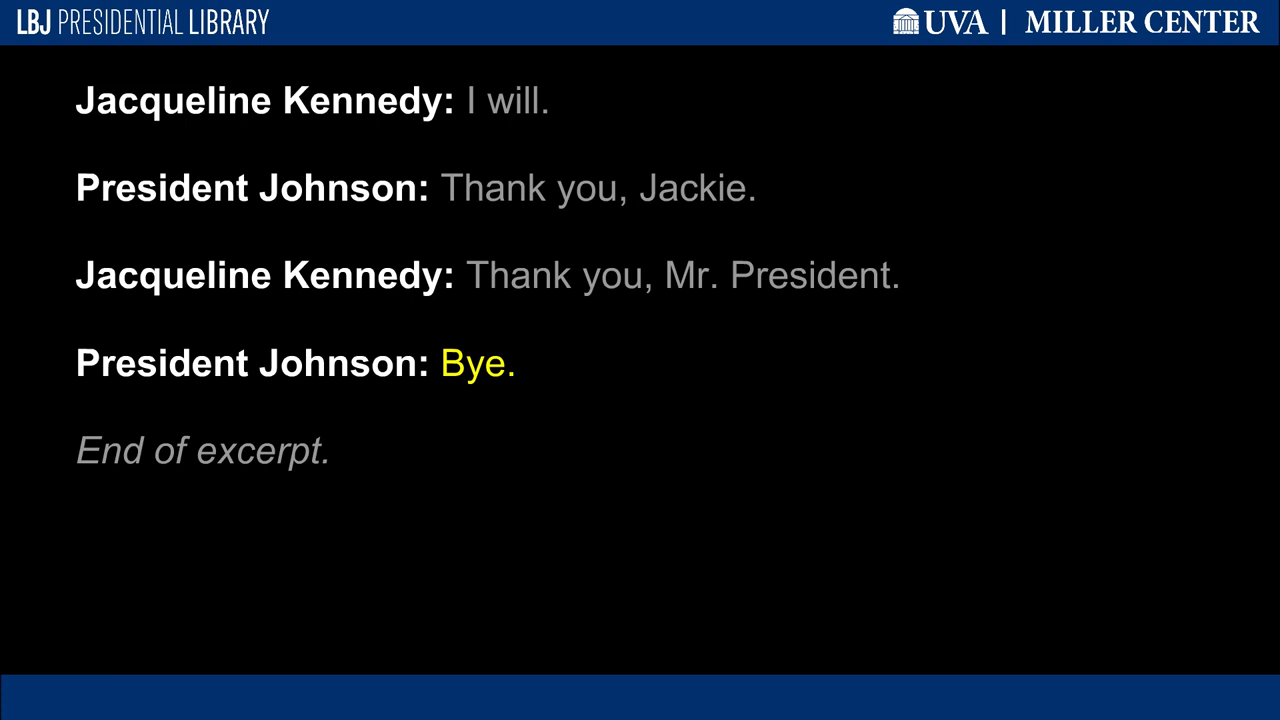 LBJ PRESIDENTIAL LIBRARY
UVA | MILLER CENTER
Jacqueline Kennedy: I will.
President Johnson: Thank you, Jackie.
Jacqueline Kennedy: Thank you, Mr. President.
President Johnson: Bye.
End of excerpt.